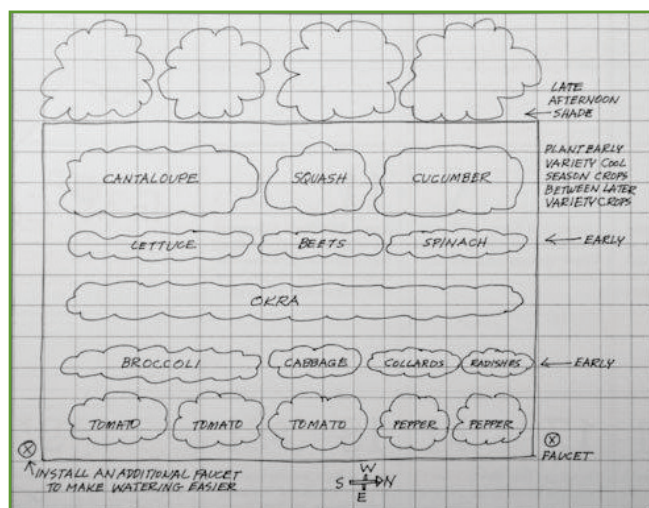 LATE
AFTERNOON
SHADE
CANTALOUPE
SQUASH
CUCUMBER
PLANT EARLY
VARIETY COOL
SEASON CROPS
BETWEEN LATER
VARIETY CROPS
LETTUCE
BEETS
SPINACH
EARLY
OKRA
BROCCOLI
CABBAGE
COLLARDS
RADISHES
EARLY
TOMATO
TOMATO
TOMATO
PEPPER
PEPPER
X
X
FAUCET
INSTALL AN ADDITIONAL FAUCET
TO MAKE WATERING EASIER
W
S N
E